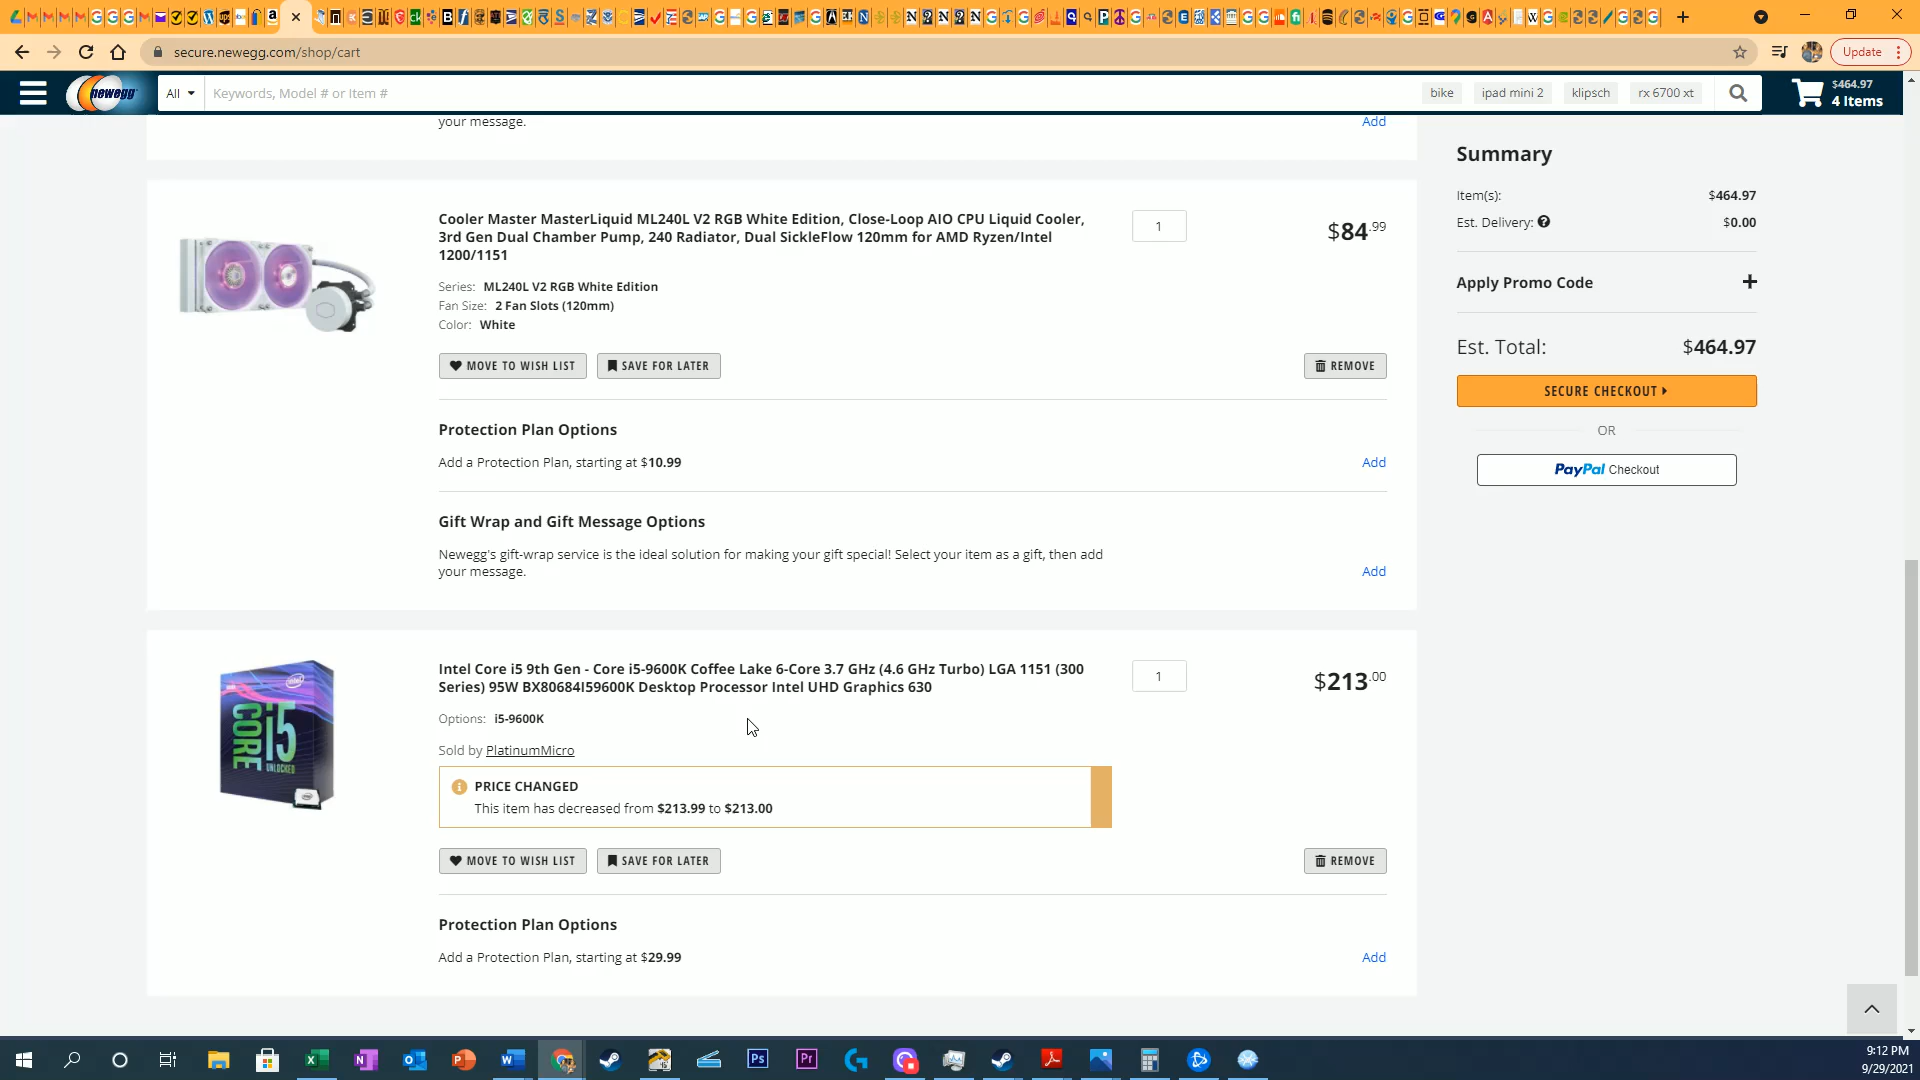 secure.newegg.com/shop/cart
Update
newegg
All
Keywords, Model # or Item #
bike
ipad mini 2
klipsch
rx 6700 xt
$464.97
4 Items
your message.
Add
Cooler Master MasterLiquid ML240L V2 RGB White Edition, Close-Loop AIO CPU Liquid Cooler,
3rd Gen Dual Chamber Pump, 240 Radiator, Dual SickleFlow 120mm for AMD Ryzen/Intel
1200/1151
1
$84.99
Series: ML240L V2 RGB White Edition
Fan Size: 2 Fan Slots (120mm)
Color: White
MOVE TO WISH LIST
SAVE FOR LATER
REMOVE
Protection Plan Options
Add a Protection Plan, starting at $10.99
Add
Gift Wrap and Gift Message Options
Newegg's gift-wrap service is the ideal solution for making your gift special! Select your item as a gift, then add
your message.
Add
Intel Core i5 9th Gen - Core i5-9600K Coffee Lake 6-Core 3.7 GHz (4.6 GHz Turbo) LGA 1151 (300
Series) 95W BX80684I59600K Desktop Processor Intel UHD Graphics 630
1
$213.00
Options: i5-9600K
Sold by PlatinumMicro
PRICE CHANGED
This item has decreased from $213.99 to $213.00
MOVE TO WISH LIST
SAVE FOR LATER
REMOVE
Protection Plan Options
Add a Protection Plan, starting at $29.99
Add
intel
CORE i5
UNLOCKED
Summary
Item(s):
$464.97
Est. Delivery:
$0.00
Apply Promo Code
Est. Total:
$464.97
SECURE CHECKOUT
OR
PayPal Checkout
Ps
Pr
9:12 PM
9/29/2021